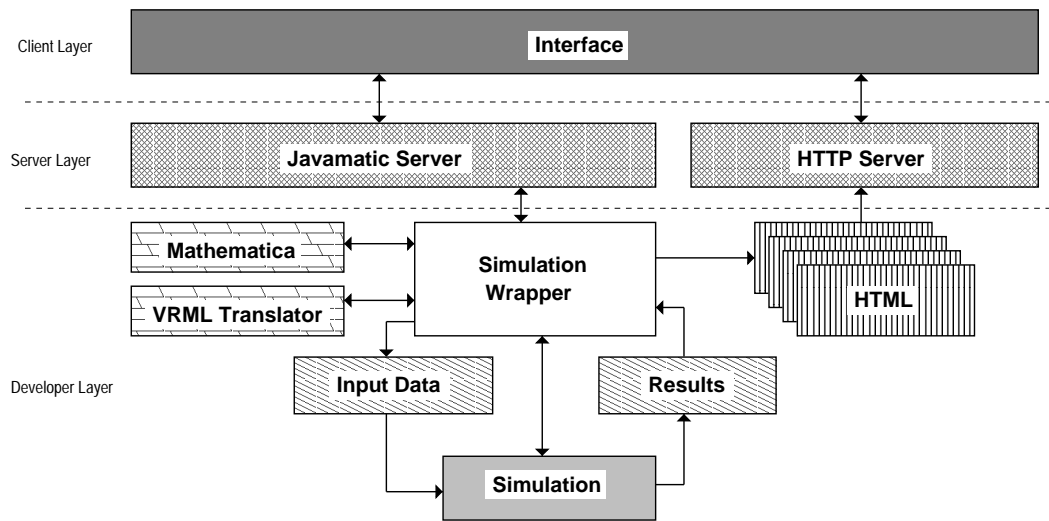 Client Layer
Interface
Server Layer
Javamatic Server
HTTP Server
Mathematica
Simulation
Wrapper
VRML Translator
HTML
Developer Layer
Input Data
Results
Simulation